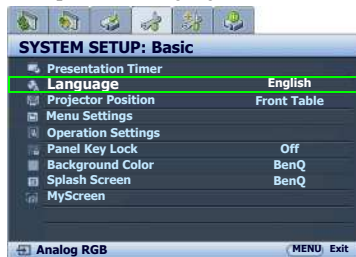 SYSTEM SETUP: Basic
Presentation Timer
Language English
Projector Position Front Table
Menu Settings
Operation Settings
Panel Key Lock Off
Background Color BenQ
Splash Screen BenQ
MyScreen
Analog RGB MENU Exit